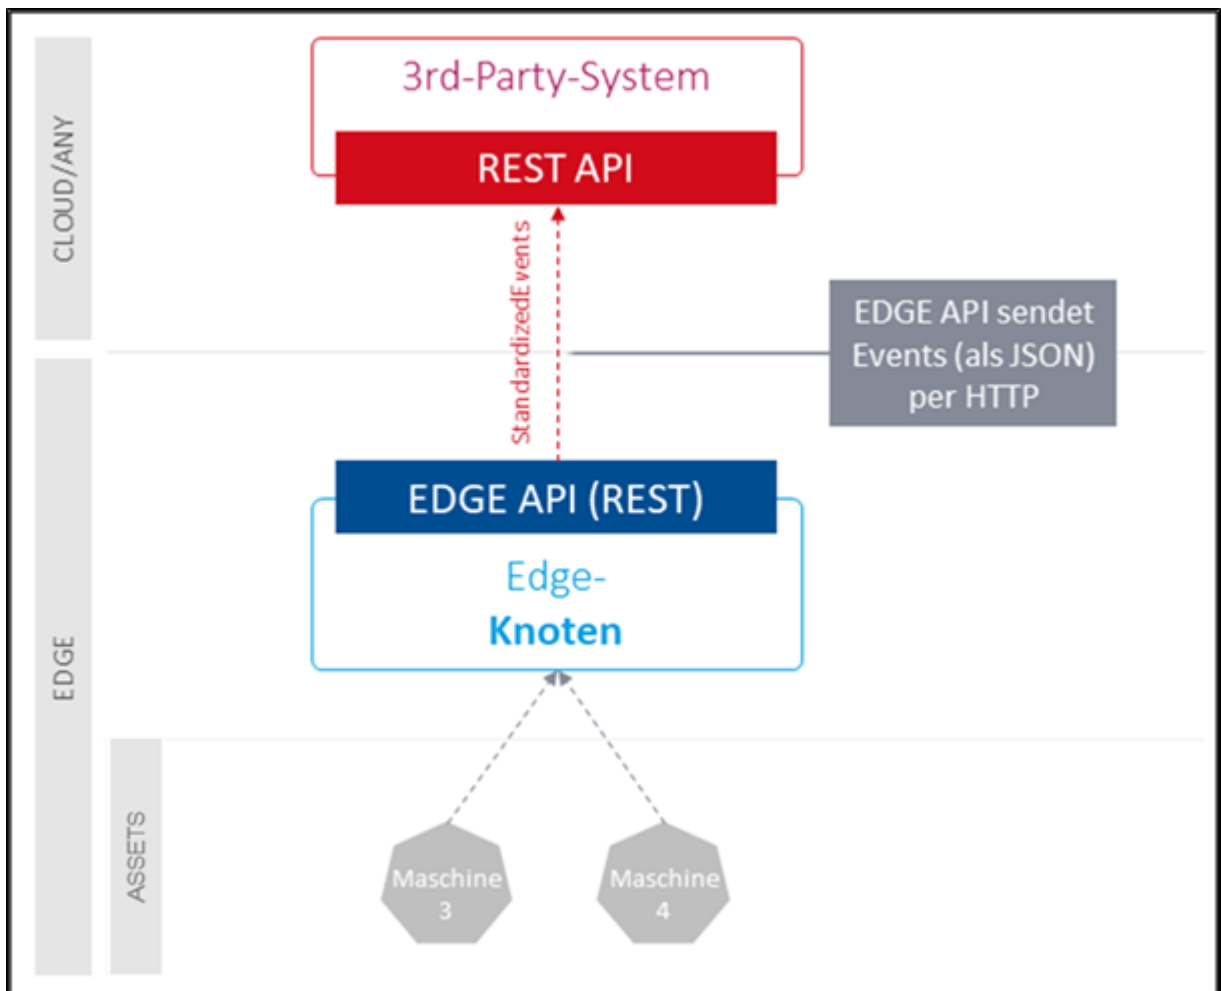 3rd-Party-System
REST API
CLOUD/ANY
StandardizedEvents
EDGE API sendet
Events (als JSON)
per HTTP
EDGE API (REST)
Edge-
Knoten
EDGE
ASSETS
Maschine
3
Maschine
4